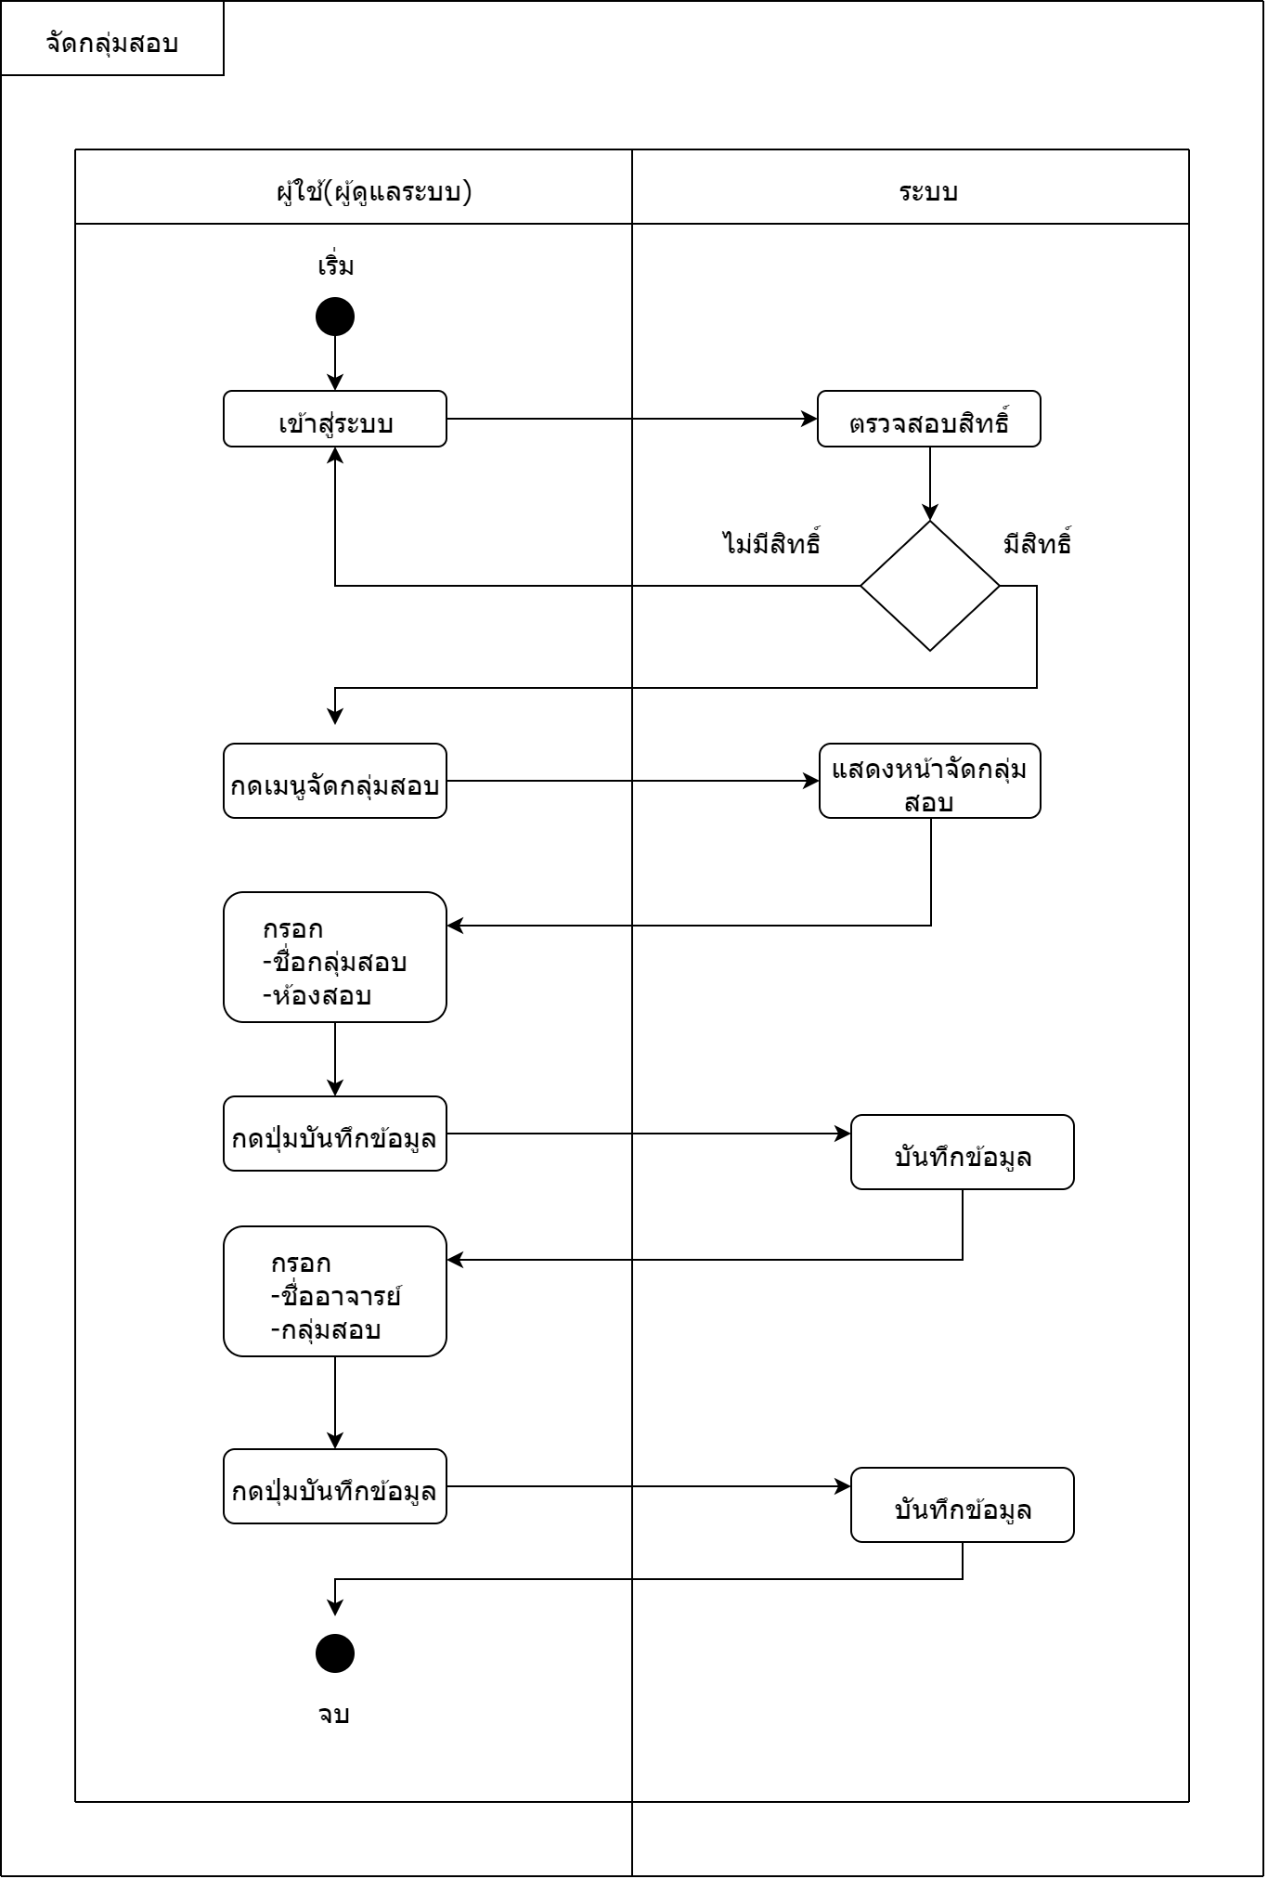 จัดกลุ่มสอบ
ผู้ใช้(ผู้ดูแลระบบ)
ระบบ
เริ่ม
เข้าสู่ระบบ
ตรวจสอบสิทธิ์
ไม่มีสิทธิ์
มีสิทธิ์
กดเมนูจัดกลุ่มสอบ
แสดงหน้าจัดกลุ่ม
สอบ
กรอก
-ชื่อกลุ่มสอบ
-ห้องสอบ
กดปุ่มบันทึกข้อมูล
บันทึกข้อมูล
กรอก
-ชื่ออาจารย์
-กลุ่มสอบ
กดปุ่มบันทึกข้อมูล
บันทึกข้อมูล
จบ